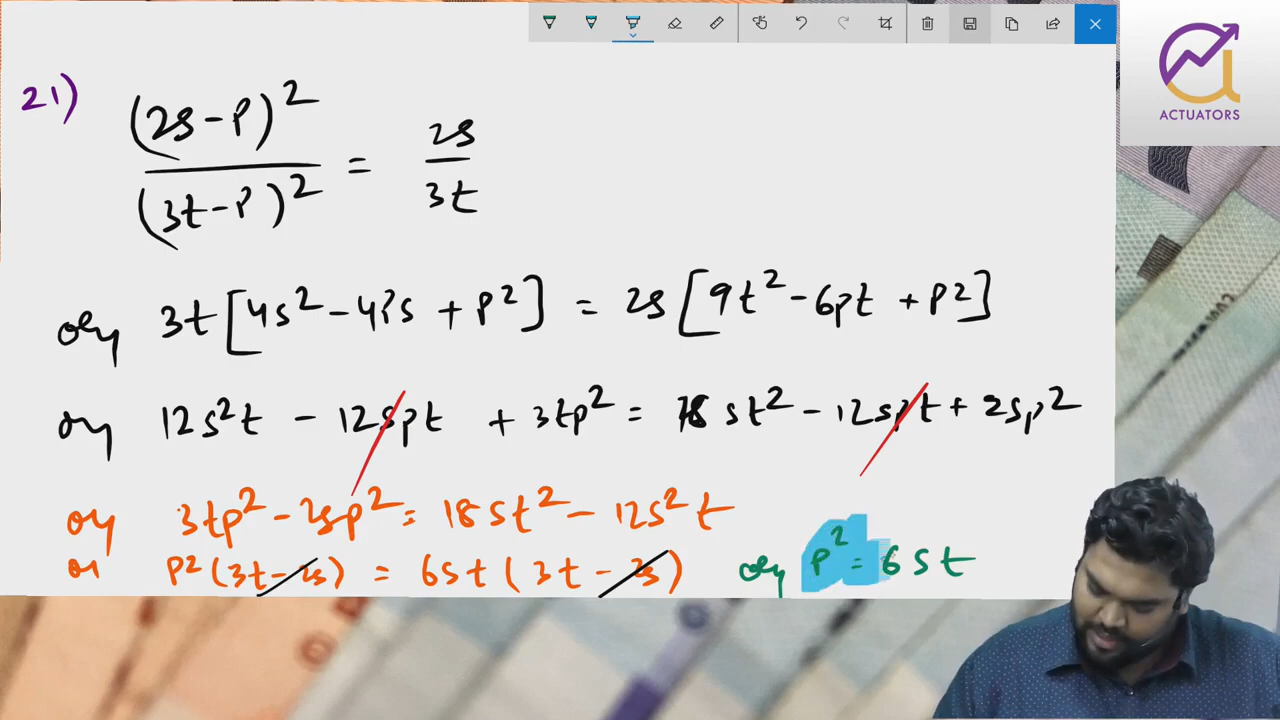 21) (2s-p)² / (3t-p)² = 2s / 3t
or 3t[4s² - 4ps + p²] = 2s[9t² - 6pt + p²]
or 12s²t - 12spt + 3tp² = 18st² - 12spt + 2sp²
or 3tp² - 2sp² = 18st² - 12s²t
or p²(3t - 2s) = 6st(3t - 2s) or p² = 6st
ACTUATORS